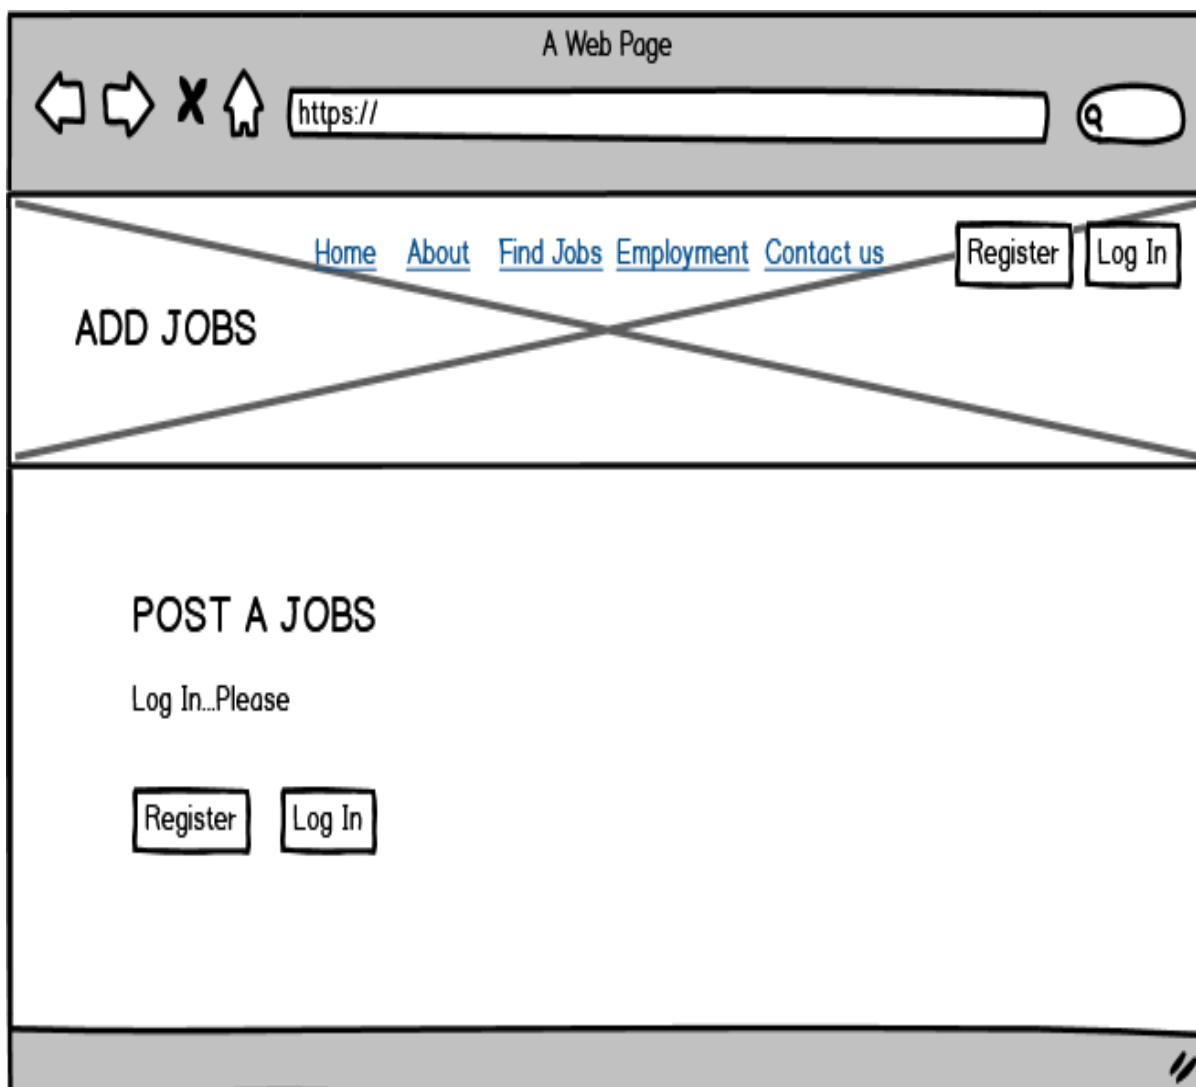 A Web Page
https://
Home About Find Jobs Employment Contact us Register Log In
ADD JOBS
POST A JOBS
Log In...Please
Register Log In